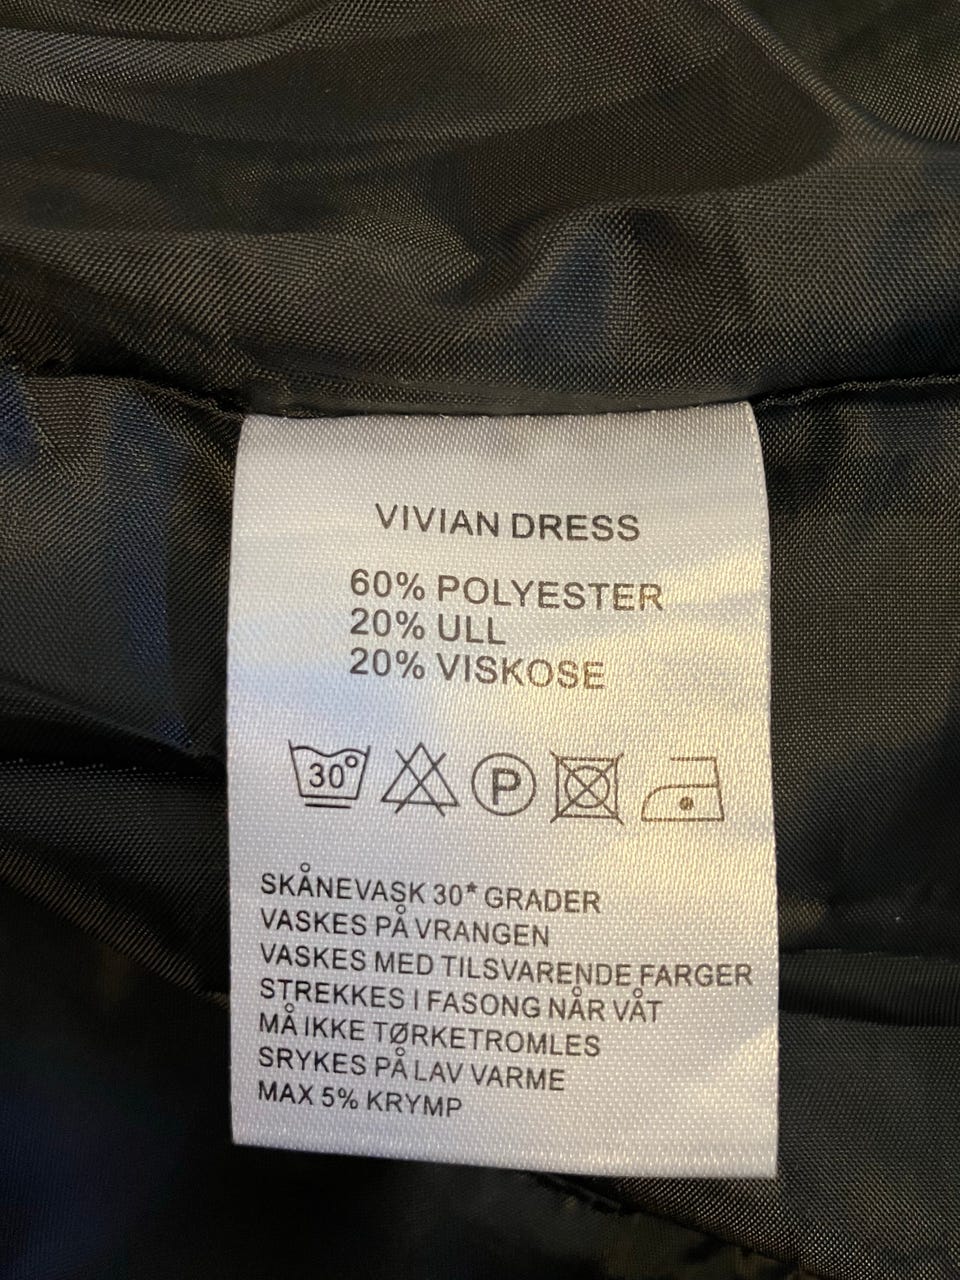 VIVIAN DRESS
60% POLYESTER
20% ULL
20% VISKOSE
30° P
SKÅNEVASK 30* GRADER
VASKES PÅ VRANGEN
VASKES MED TILSVARENDE FARGER
STREKKES I FASONG NÅR VÅT
MÅ IKKE TØRKETROMLES
SRYKES PÅ LAV VARME
MAX 5% KRYMP